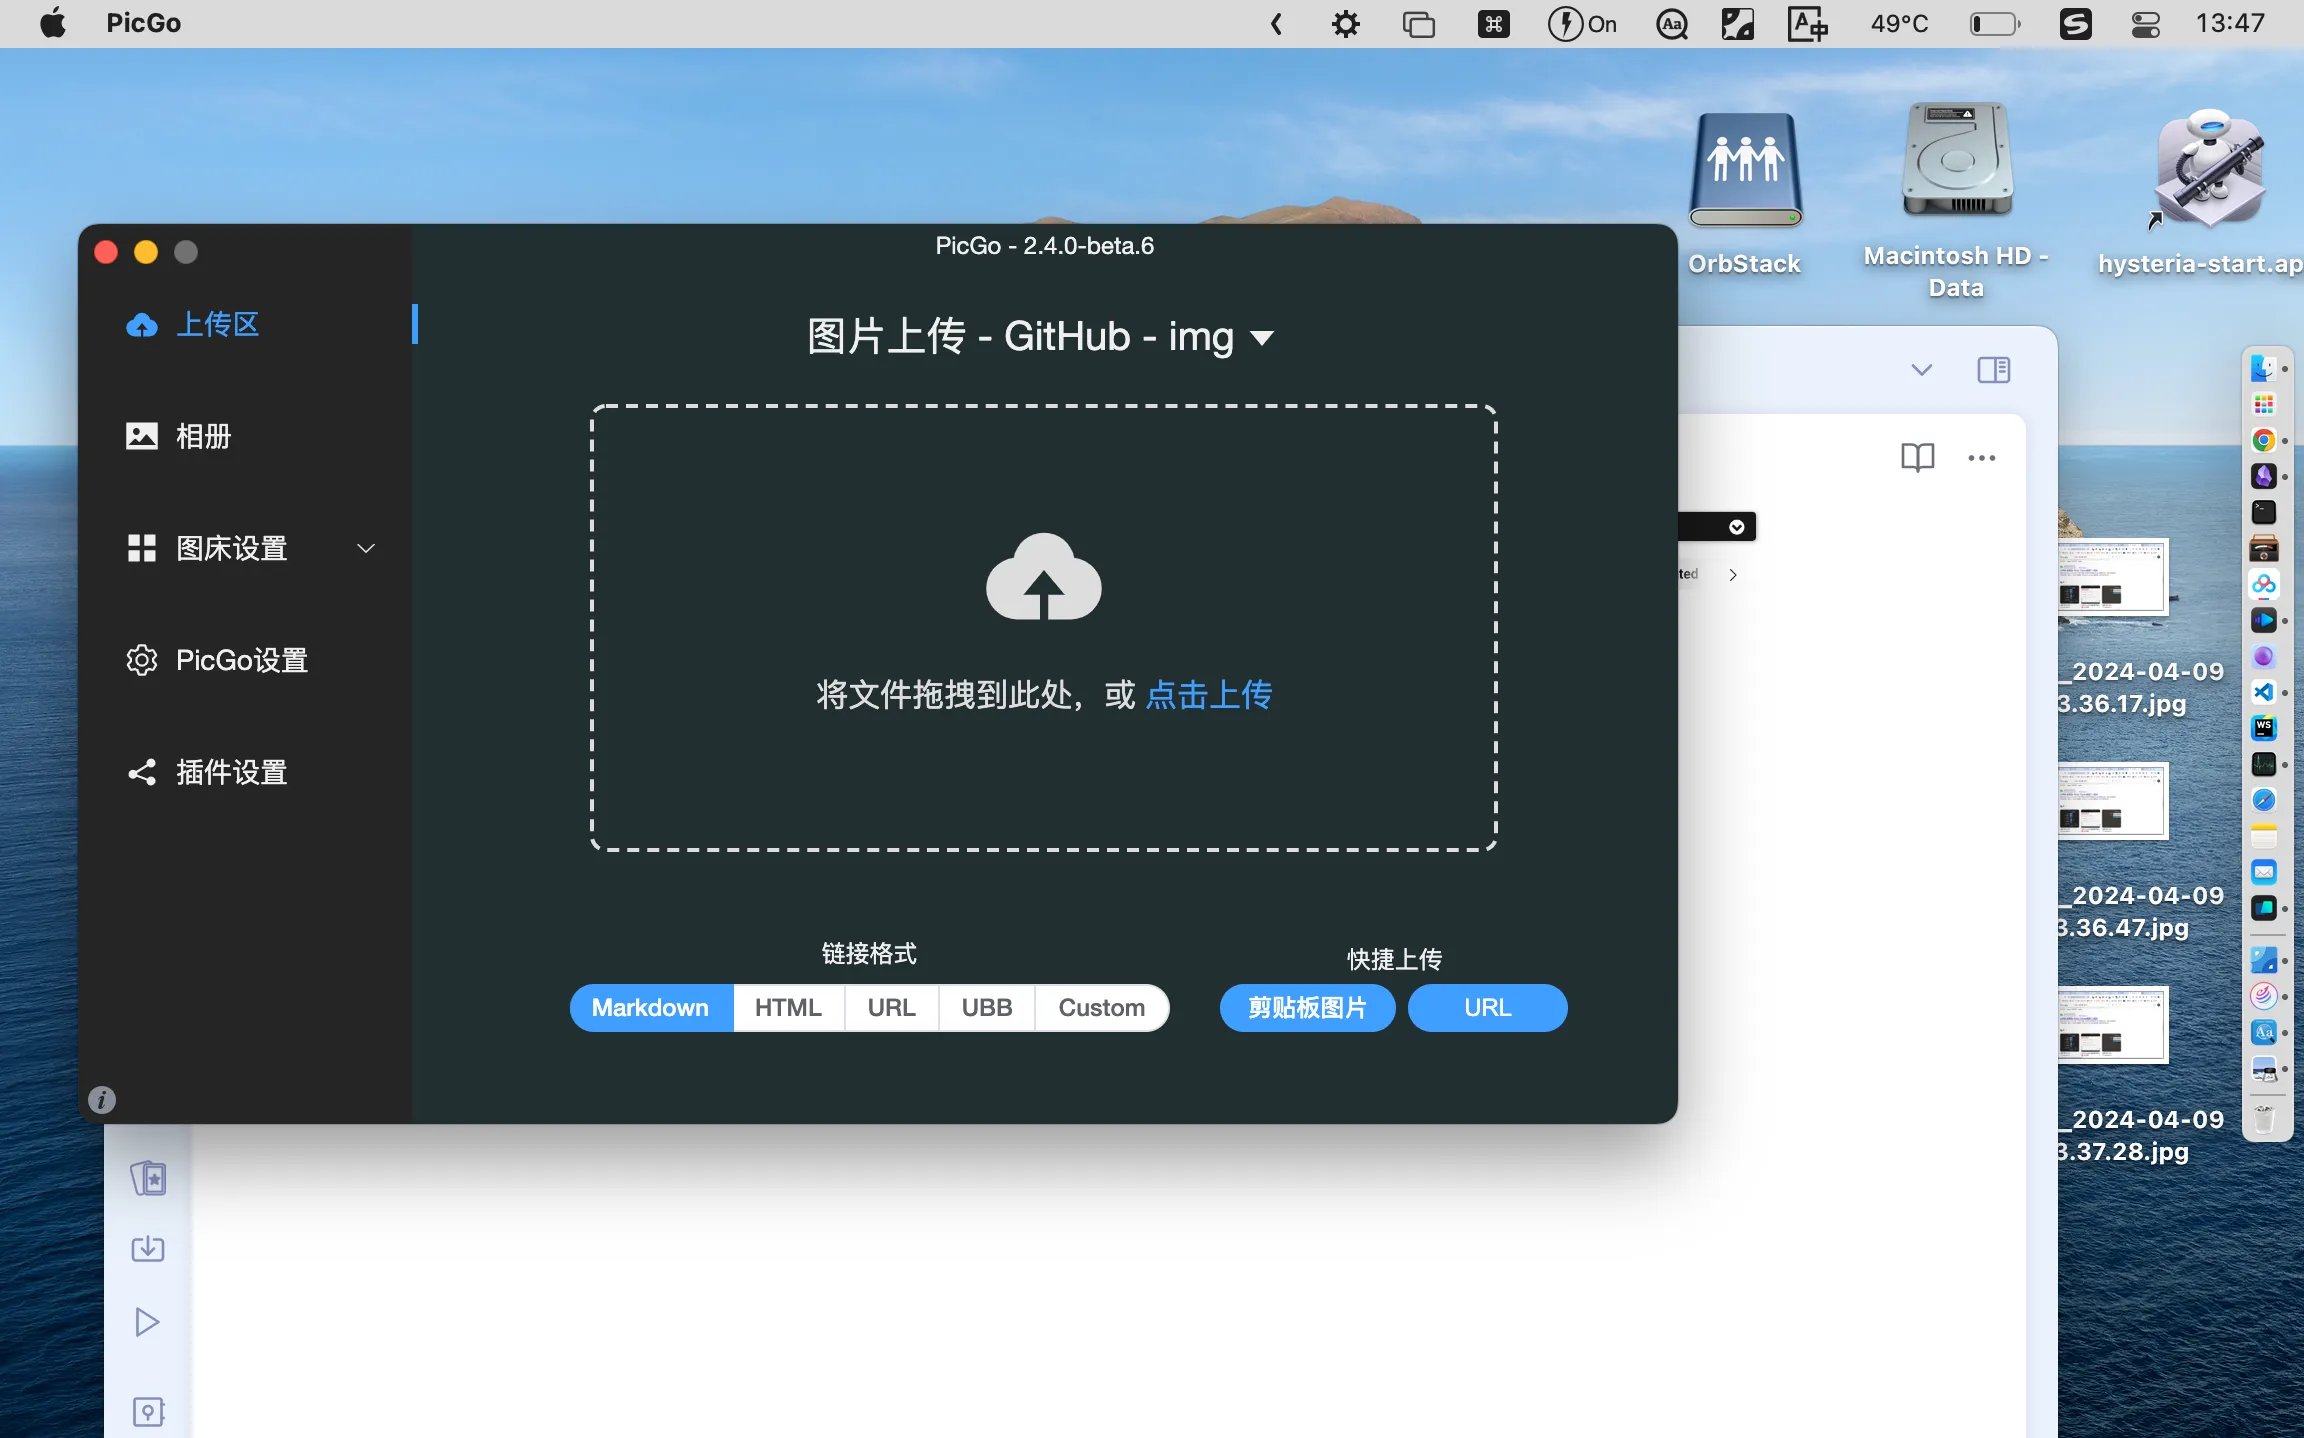 PicGo
On
49°C
13:47
OrbStack
Macintosh HD -
Data
hysteria-start.ap
PicGo - 2.4.0-beta.6
上传区
相册
图床设置
PicGo设置
插件设置
图片上传 - GitHub - img
将文件拖拽到此处，或 点击上传
链接格式
Markdown
HTML
URL
UBB
Custom
快捷上传
剪贴板图片
URL
ted
_2024-04-09
3.36.17.jpg
_2024-04-09
3.36.47.jpg
_2024-04-09
3.37.28.jpg